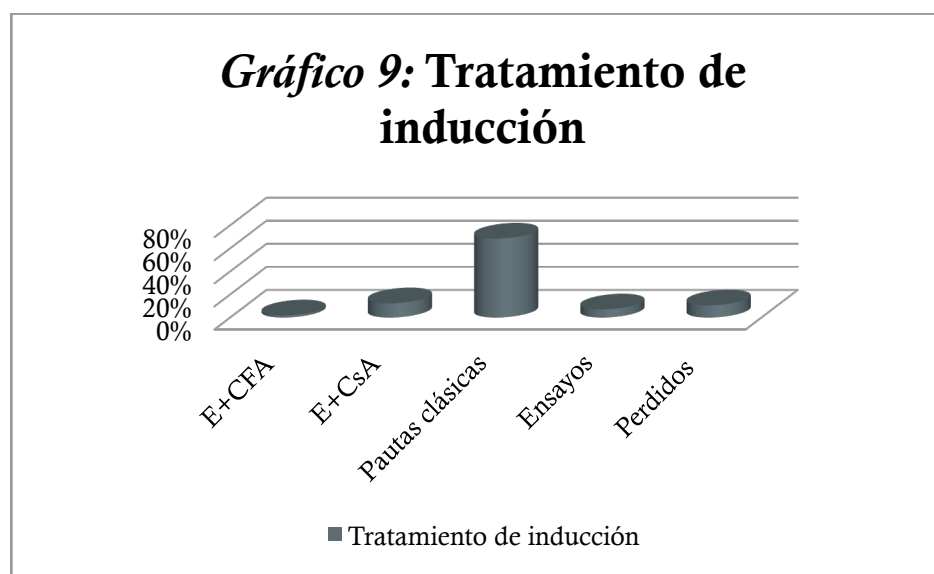 Gráfico 9: Tratamiento de
inducción
80%
60%
40%
20%
0%
E+CFA
E+CsA
Pautas clásicas
Ensayos
Perdidos
Tratamiento de inducción